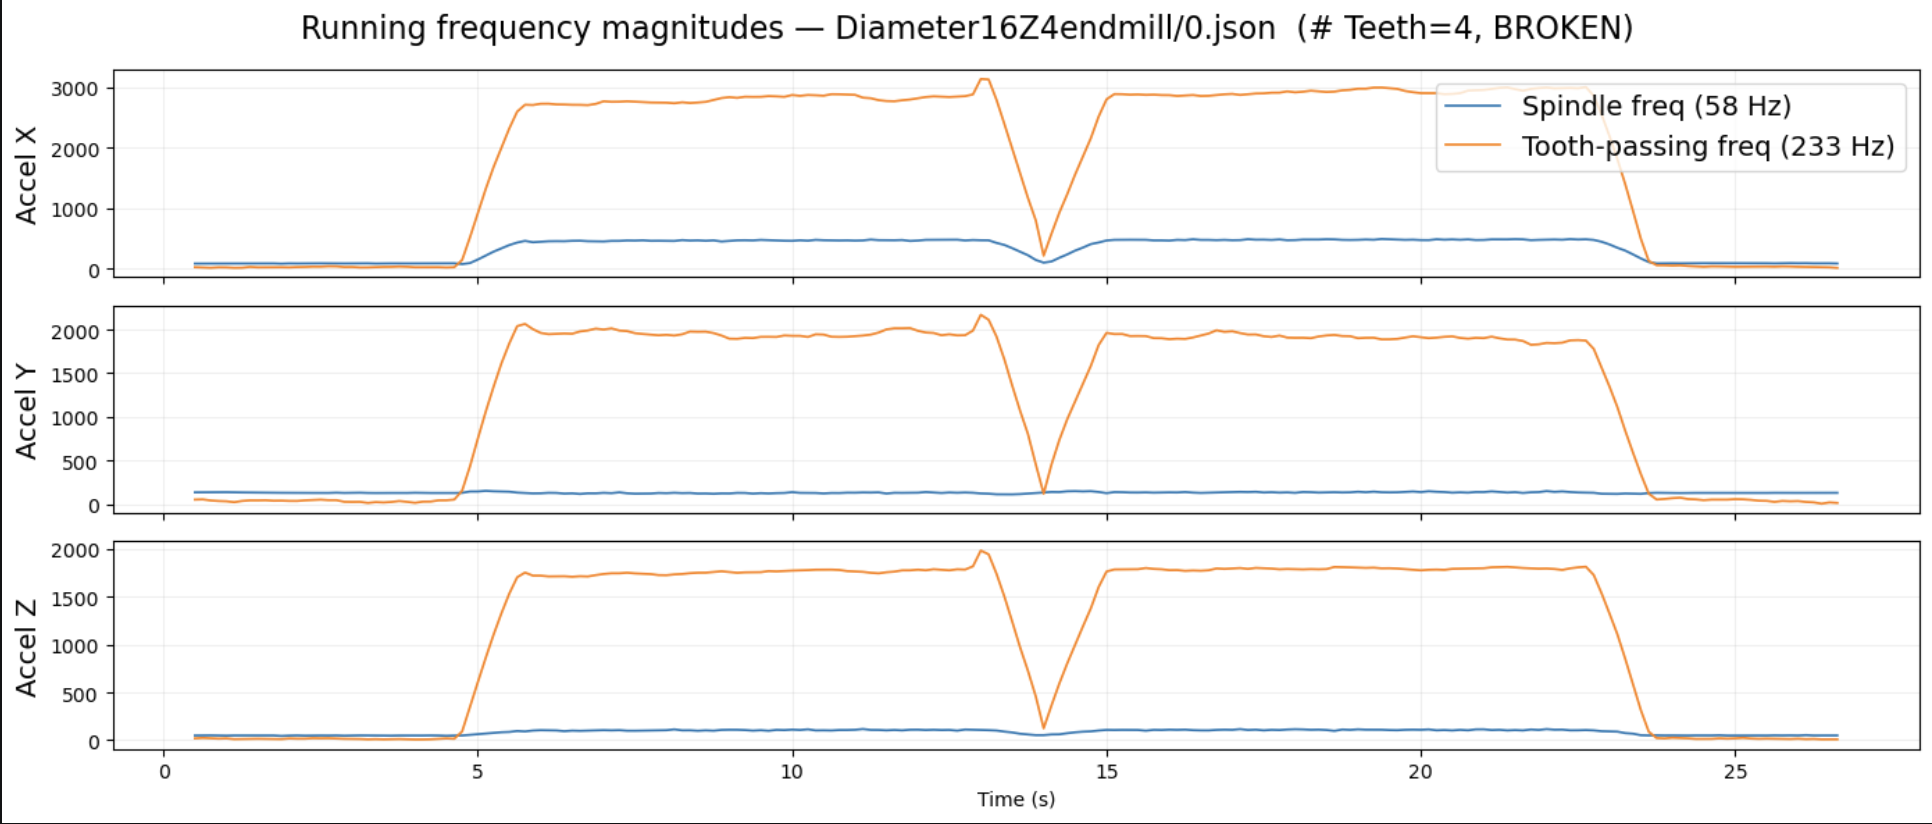 Running frequency magnitudes — Diameter16Z4endmill/0.json  (# Teeth=4, BROKEN)
Accel X
3000
2000
1000
0
Spindle freq (58 Hz)
Tooth-passing freq (233 Hz)
Accel Y
2000
1500
1000
500
0
Accel Z
2000
1500
1000
500
0
0 5 10 15 20 25
Time (s)